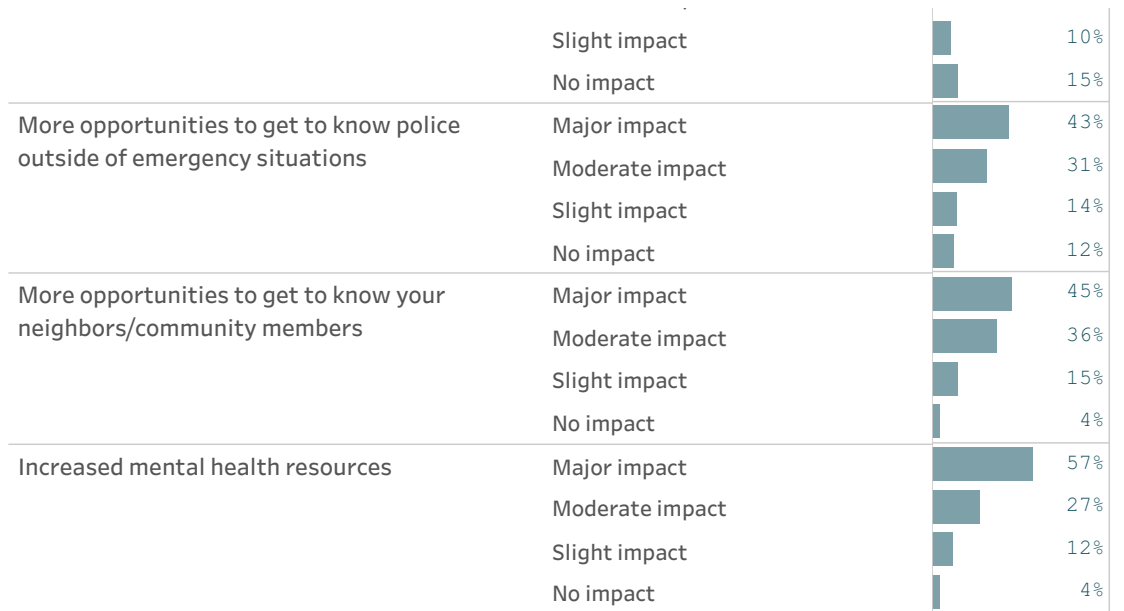 Slight impact 10%
No impact 15%
More opportunities to get to know police Major impact 43%
outside of emergency situations
Moderate impact 31%
Slight impact 14%
No impact 12%
More opportunities to get to know your Major impact 45%
neighbors/community members
Moderate impact 36%
Slight impact 15%
No impact 4%
Increased mental health resources Major impact 57%
Moderate impact 27%
Slight impact 12%
No impact 4%